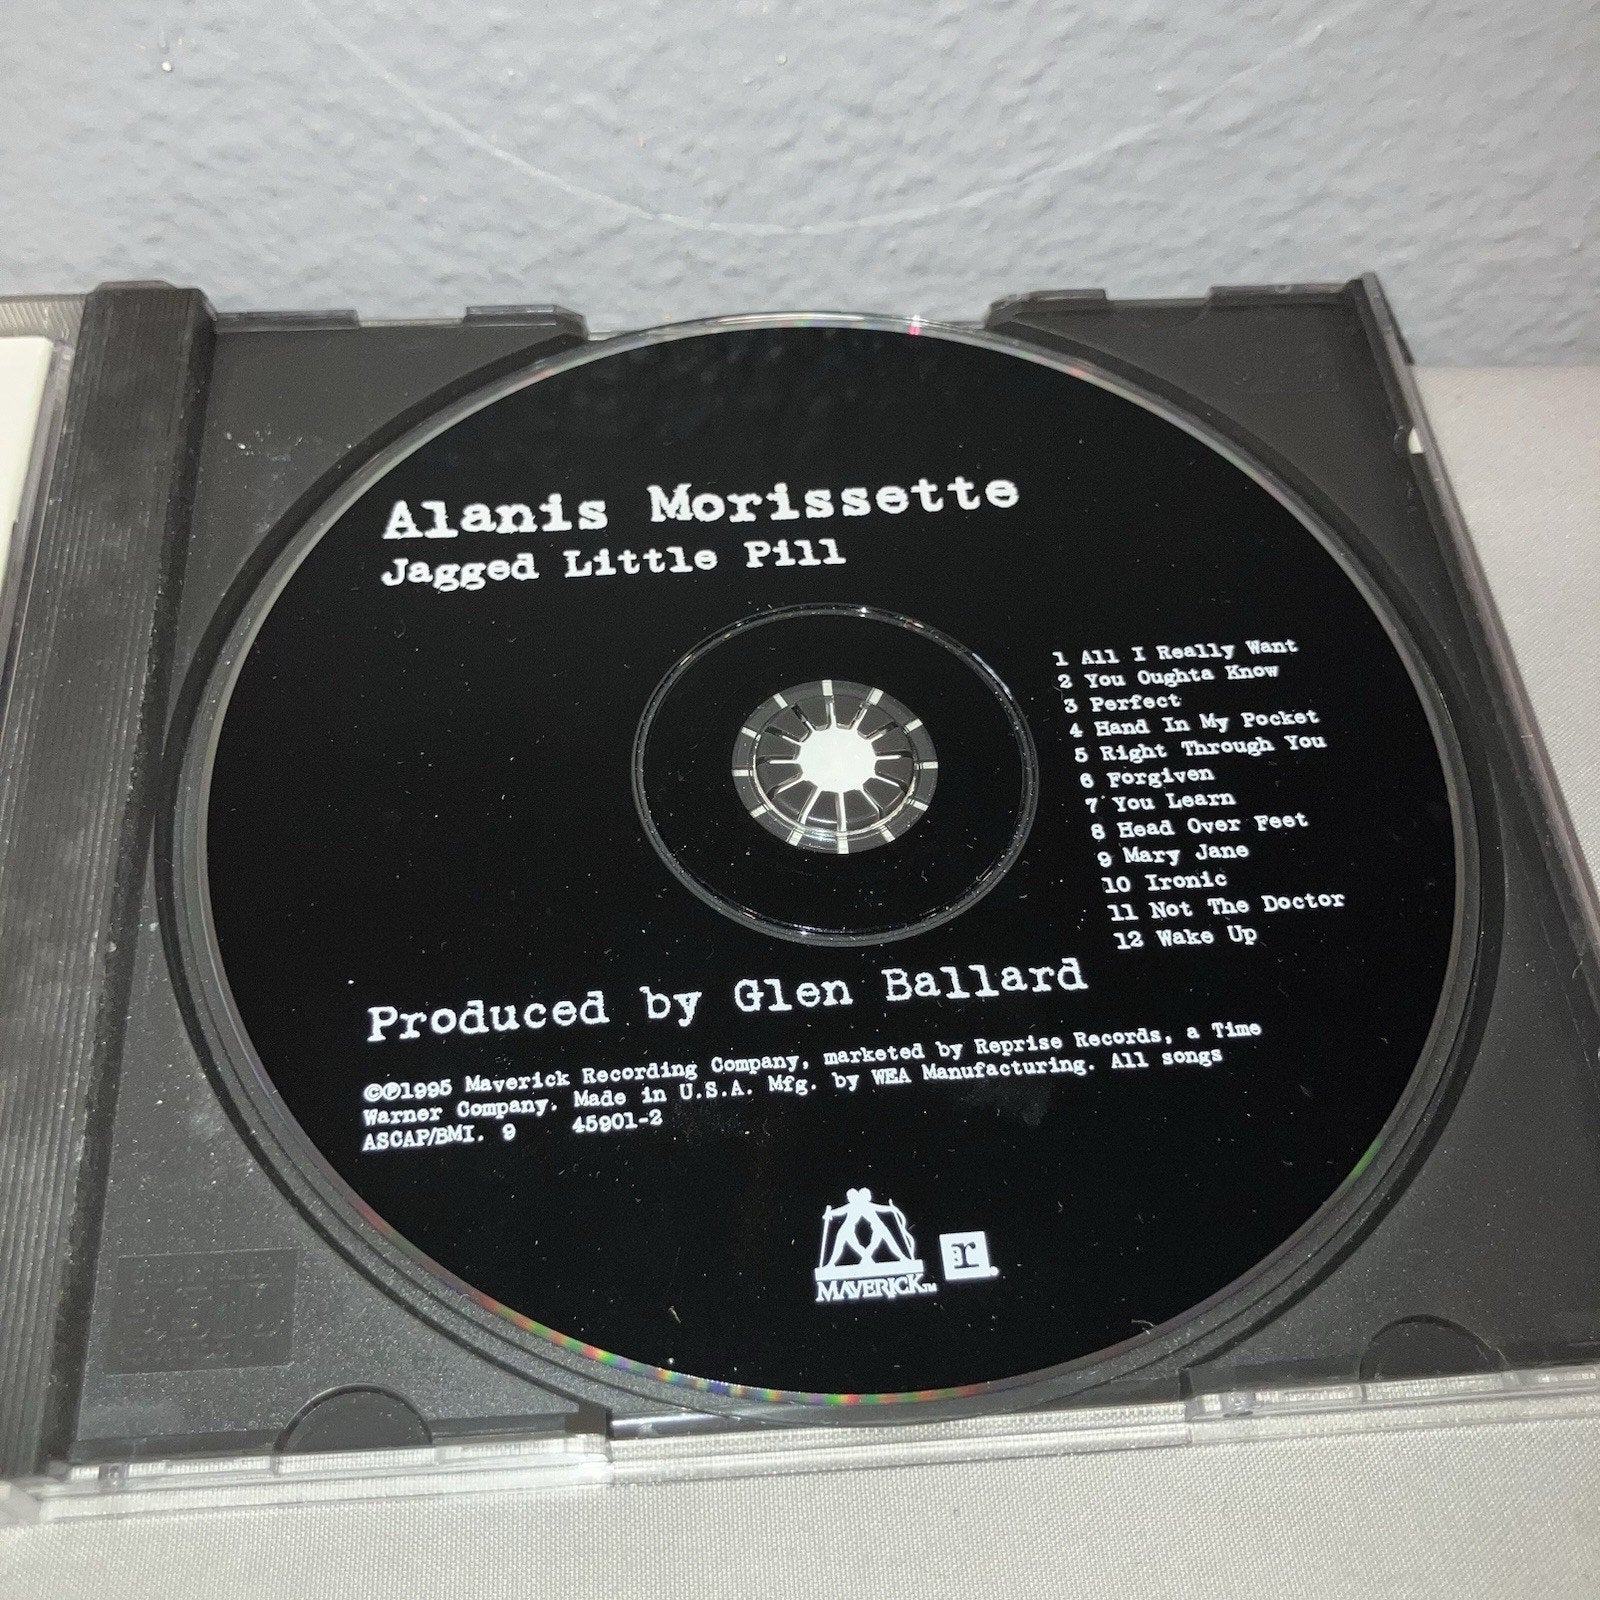 Alanis Morissette
Jagged Little Pill
1 All I Really Want
2 You Oughta Know
3 Perfect
4 Hand In My Pocket
5 Right Through You
6 Forgiven
7 You Learn
8 Head Over Feet
9 Mary Jane
10 Ironic
11 Not The Doctor
12 Wake Up
Produced by Glen Ballard
©℗1995 Maverick Recording Company, marketed by Reprise Records, a Time
Warner Company. Made in U.S.A. Mfg. by WEA Manufacturing. All songs
ASCAP/BMI. 9 45901-2
MAVERICK™
r